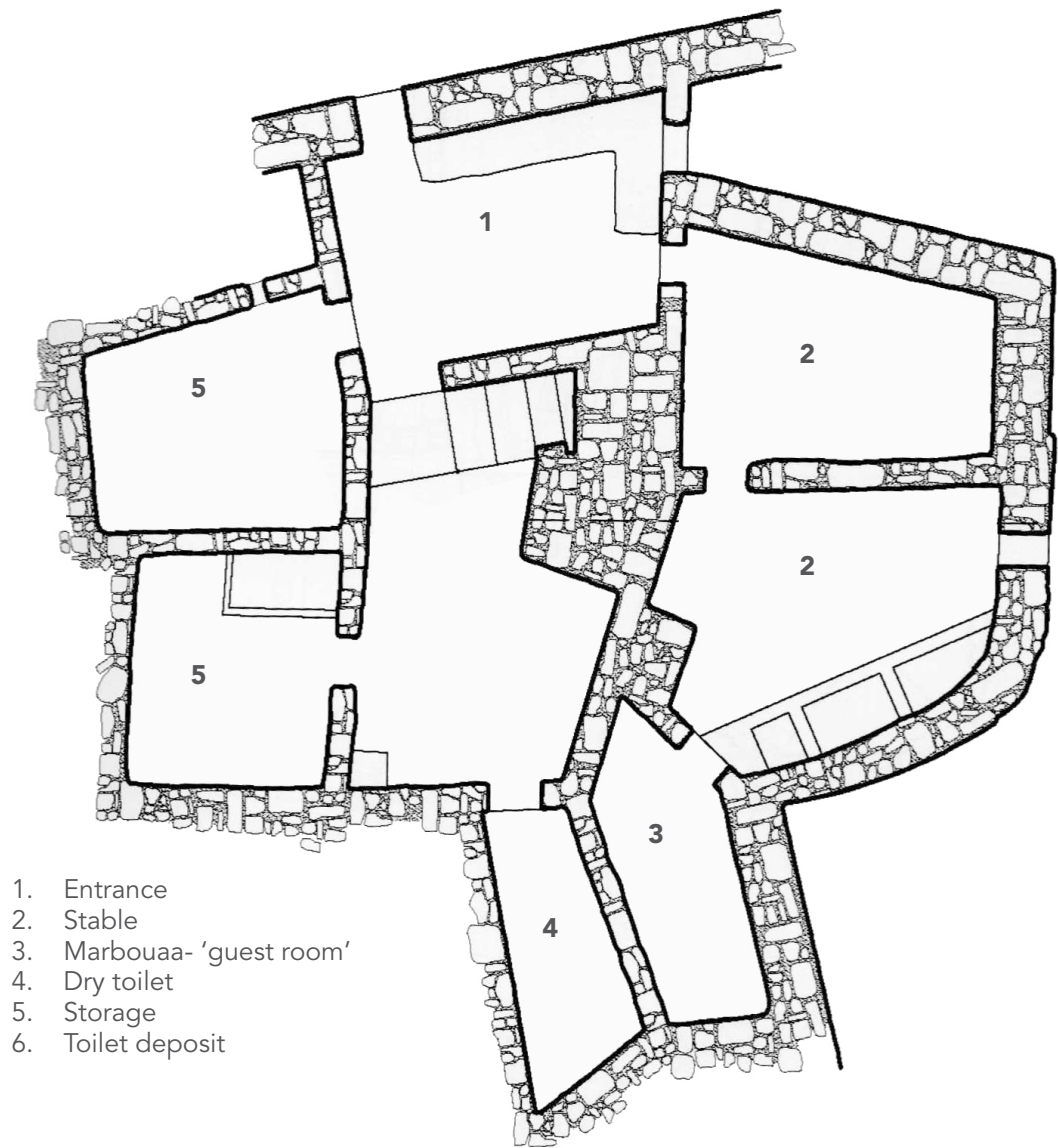 1
2
5
2
5
3
4
1. Entrance
2. Stable
3. Marbouaa- ‘guest room’
4. Dry toilet
5. Storage
6. Toilet deposit